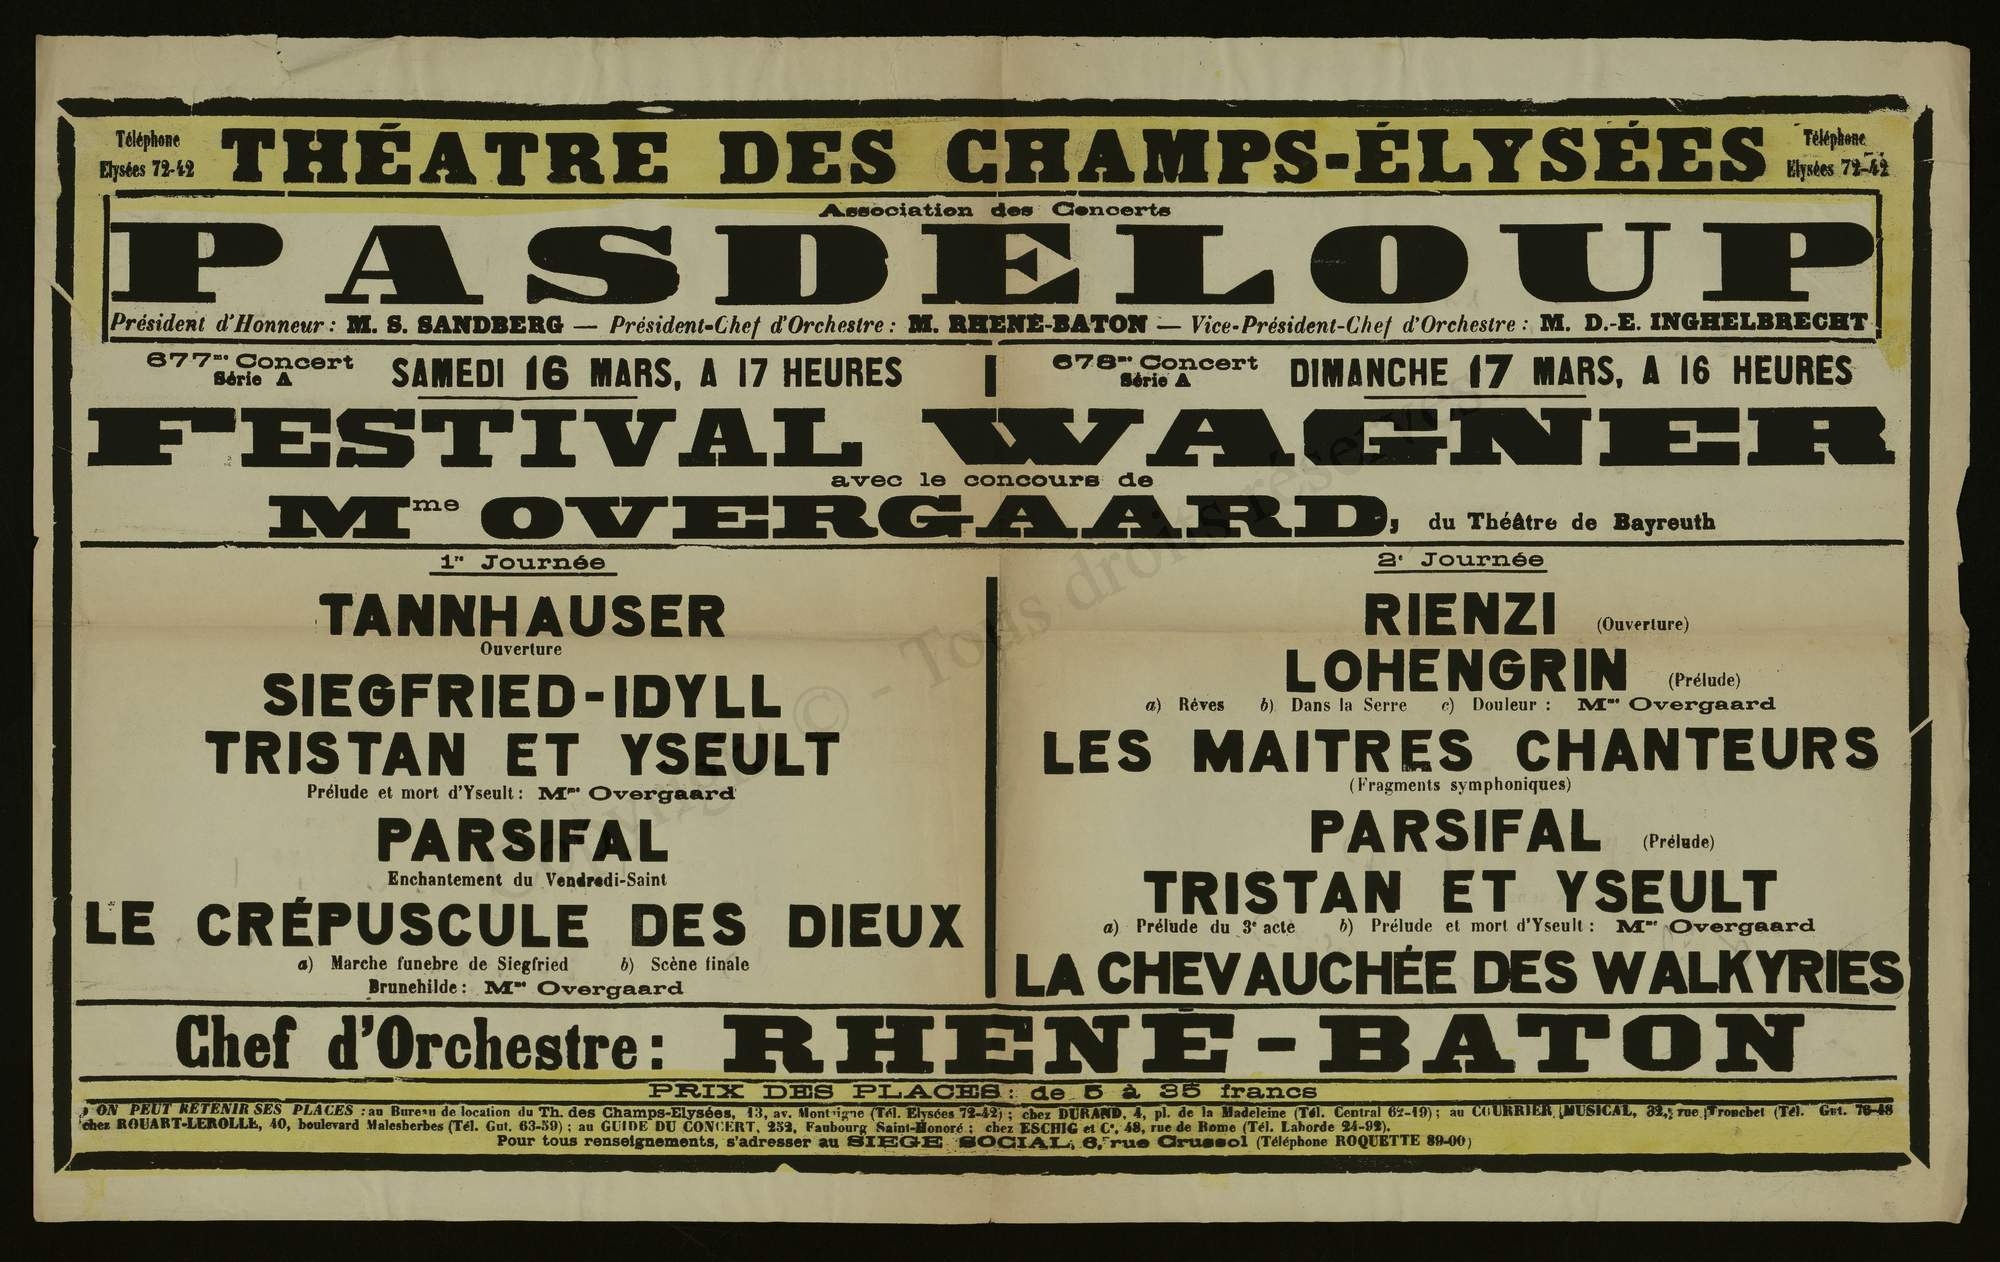 Téléphone
Elysées 72-42
THÉATRE DES CHAMPS-ÉLYSÉES
Téléphone
Elysées 72-42
Association des Concerts
PASDELOUP
Président d'Honneur : M. S. SANDBERG — Président-Chef d'Orchestre : M. RHENÉ-BATON — Vice-Président-Chef d'Orchestre : M. D.-E. INGHELBRECHT
677me Concert
Série A
SAMEDI 16 MARS, A 17 HEURES
678me Concert
Série A
DIMANCHE 17 MARS, A 16 HEURES
FESTIVAL WAGNER
avec le concours de
Mme OVERGAARD, du Théâtre de Bayreuth
1re Journée
TANNHAUSER
Ouverture
SIEGFRIED-IDYLL
TRISTAN ET YSEULT
Prélude et mort d'Yseult : Mme Overgaard
PARSIFAL
Enchantement du Vendredi-Saint
LE CRÉPUSCULE DES DIEUX
a) Marche funebre de Siegfried b) Scène finale
Brunehilde : Mme Overgaard
2e Journée
RIENZI (Ouverture)
LOHENGRIN (Prélude)
a) Rêves b) Dans la Serre c) Douleur : Mme Overgaard
LES MAITRES CHANTEURS
(Fragments symphoniques)
PARSIFAL (Prélude)
TRISTAN ET YSEULT
a) Prélude du 3e acte b) Prélude et mort d'Yseult : Mme Overgaard
LA CHEVAUCHÉE DES WALKYRIES
Chef d'Orchestre : RHENÉ-BATON
PRIX DES PLACES : de 5 à 35 francs
ON PEUT RETENIR SES PLACES : au Bureau de location du Th. des Champs-Elysées, 13, av. Montaigne (Tél. Elysées 72-42) ; chez DURAND, 4, pl. de la Madeleine (Tél. Central 62-19) ; au COURRIER MUSICAL, 32, rue Tronchet (Tél. Gut. 76-48
chez ROUART-LEROLLE, 40, boulevard Malesherbes (Tél. Gut. 63-59) ; au GUIDE DU CONCERT, 252, Faubourg Saint-Honoré ; chez ESCHIG et Ce, 48, rue de Rome (Tél. Laborde 24-92).
Pour tous renseignements, s'adresser au SIEGE SOCIAL, 6, rue Crussol (Téléphone ROQUETTE 89-00)
Copyright © - Tous droits réservés.